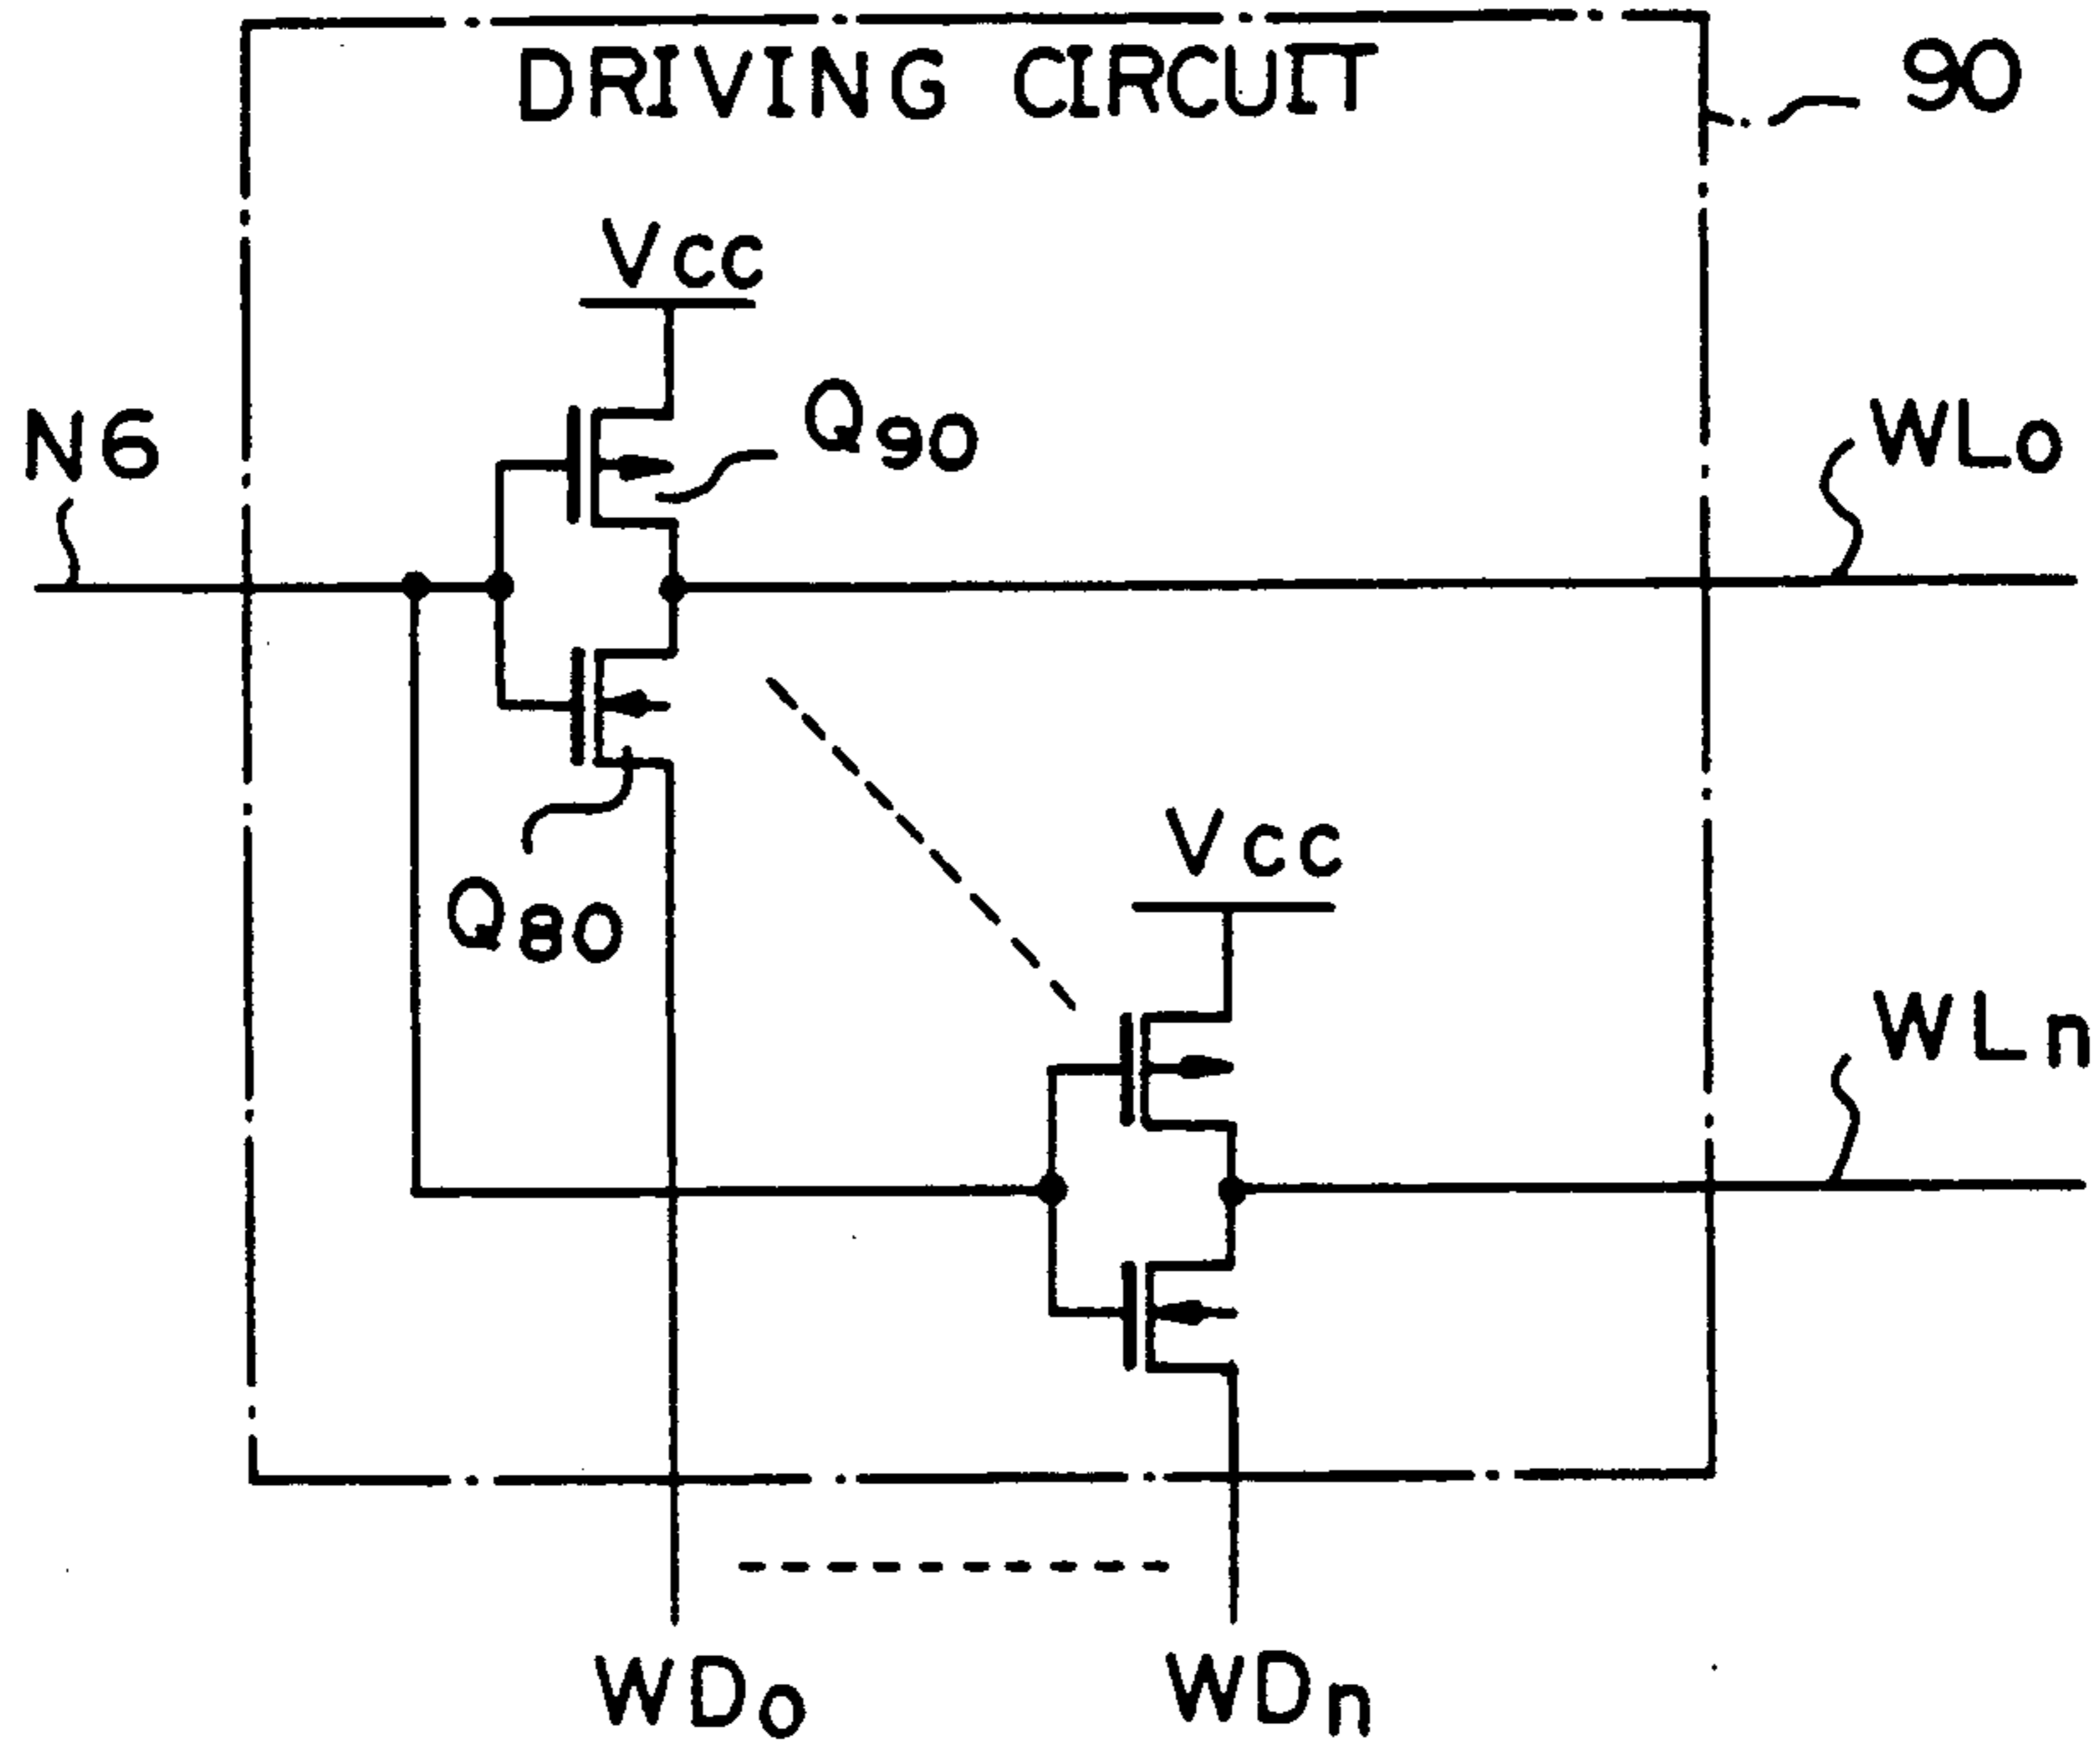 DRIVING CIRCUIT
90
Vcc
Q90
N6
WLo
Q80
Vcc
WLn
WDo
WDn